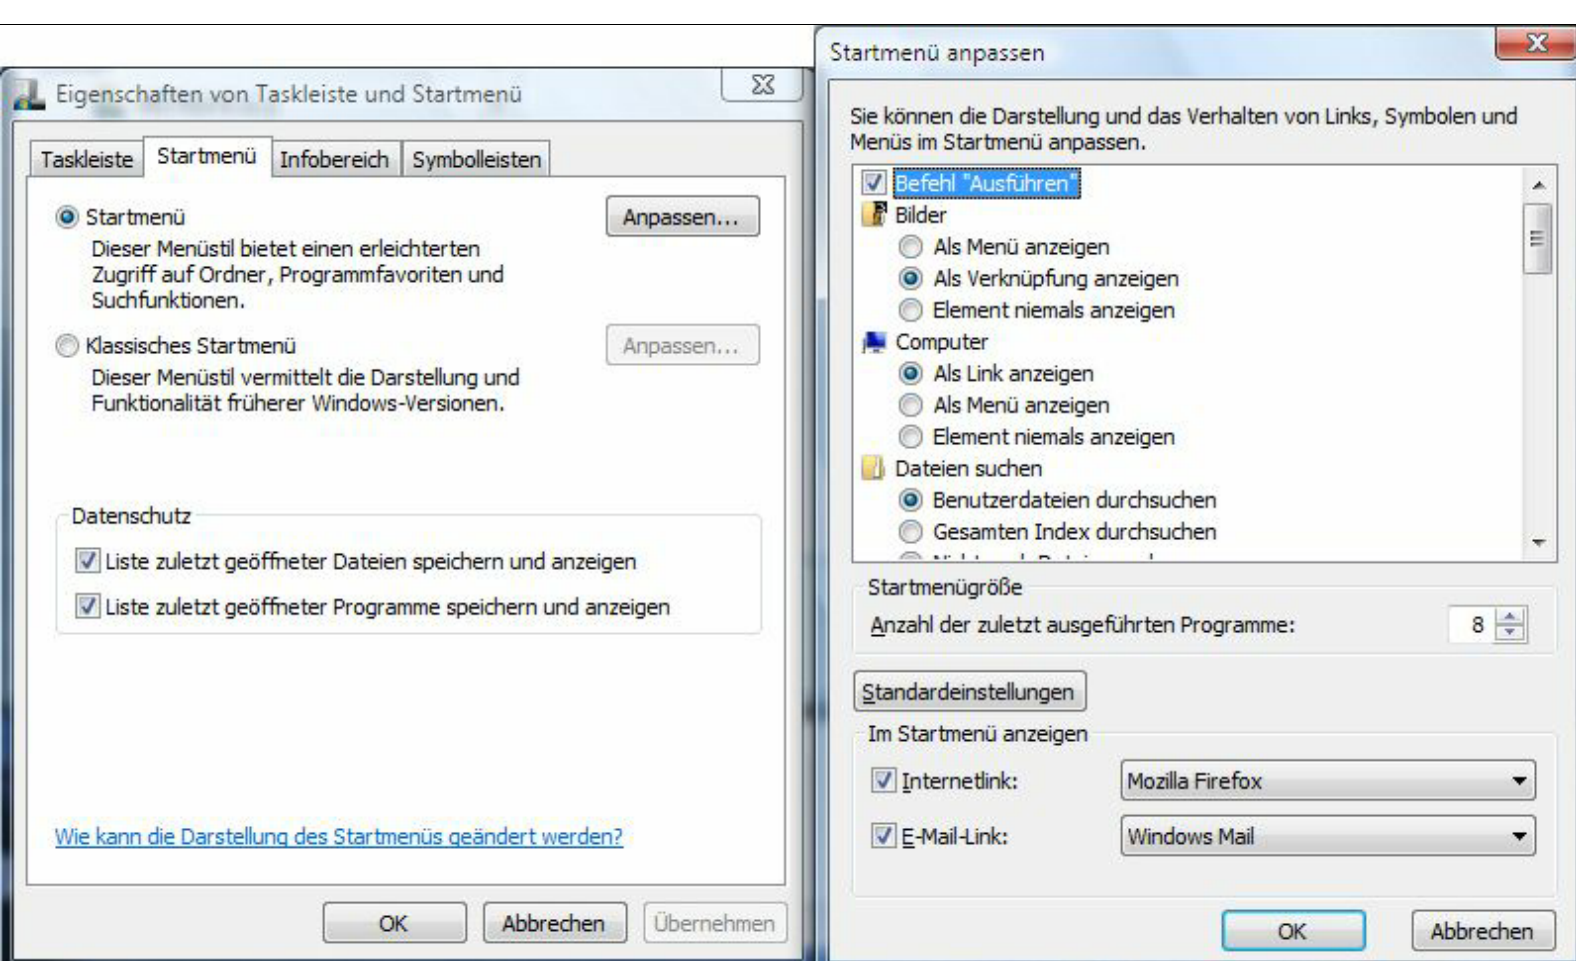 Eigenschaften von Taskleiste und Startmenü
Taskleiste Startmenü Infobereich Symbolleisten
Startmenü
Anpassen...
Dieser Menüstil bietet einen erleichterten
Zugriff auf Ordner, Programmfavoriten und
Suchfunktionen.
Klassisches Startmenü
Anpassen...
Dieser Menüstil vermittelt die Darstellung und
Funktionalität früherer Windows-Versionen.
Datenschutz
Liste zuletzt geöffneter Dateien speichern und anzeigen
Liste zuletzt geöffneter Programme speichern und anzeigen
Wie kann die Darstellung des Startmenüs geändert werden?
OK Abbrechen Übernehmen
Startmenü anpassen
Sie können die Darstellung und das Verhalten von Links, Symbolen und
Menüs im Startmenü anpassen.
Befehl "Ausführen"
Bilder
Als Menü anzeigen
Als Verknüpfung anzeigen
Element niemals anzeigen
Computer
Als Link anzeigen
Als Menü anzeigen
Element niemals anzeigen
Dateien suchen
Benutzerdateien durchsuchen
Gesamten Index durchsuchen
Startmenügröße
Anzahl der zuletzt ausgeführten Programme: 8
Standardeinstellungen
Im Startmenü anzeigen
Internetlink: Mozilla Firefox
E-Mail-Link: Windows Mail
OK Abbrechen